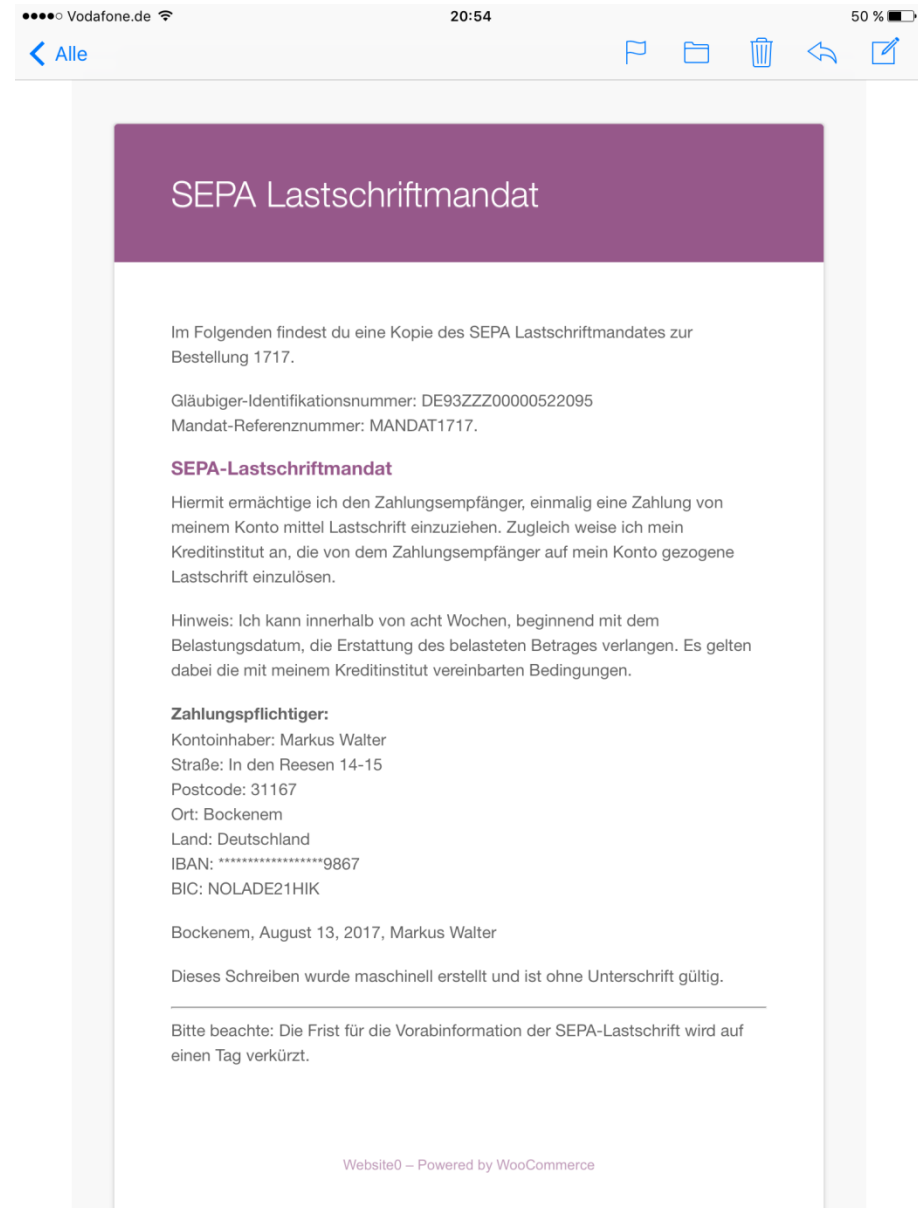 Vodafone.de
20:54
50 %
Alle
SEPA Lastschriftmandat
Im Folgenden findest du eine Kopie des SEPA Lastschriftmandates zur
Bestellung 1717.
Gläubiger-Identifikationsnummer: DE93ZZZ00000522095
Mandat-Referenznummer: MANDAT1717.
SEPA-Lastschriftmandat
Hiermit ermächtige ich den Zahlungsempfänger, einmalig eine Zahlung von
meinem Konto mittel Lastschrift einzuziehen. Zugleich weise ich mein
Kreditinstitut an, die von dem Zahlungsempfänger auf mein Konto gezogene
Lastschrift einzulösen.
Hinweis: Ich kann innerhalb von acht Wochen, beginnend mit dem
Belastungsdatum, die Erstattung des belasteten Betrages verlangen. Es gelten
dabei die mit meinem Kreditinstitut vereinbarten Bedingungen.
Zahlungspflichtiger:
Kontoinhaber: Markus Walter
Straße: In den Reesen 14-15
Postcode: 31167
Ort: Bockenem
Land: Deutschland
IBAN: ******************9867
BIC: NOLADE21HIK
Bockenem, August 13, 2017, Markus Walter
Dieses Schreiben wurde maschinell erstellt und ist ohne Unterschrift gültig.
Bitte beachte: Die Frist für die Vorabinformation der SEPA-Lastschrift wird auf
einen Tag verkürzt.
Website0 – Powered by WooCommerce